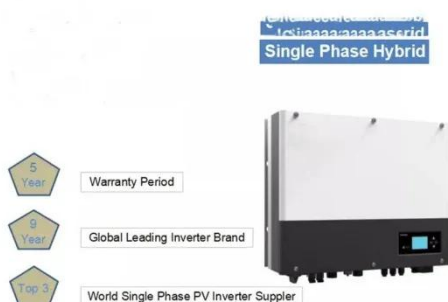 Single Phase Hybrid
5
Year
Warranty Period
9
Year
Global Leading Inverter Brand
Top 3
World Single Phase PV Inverter Suppler